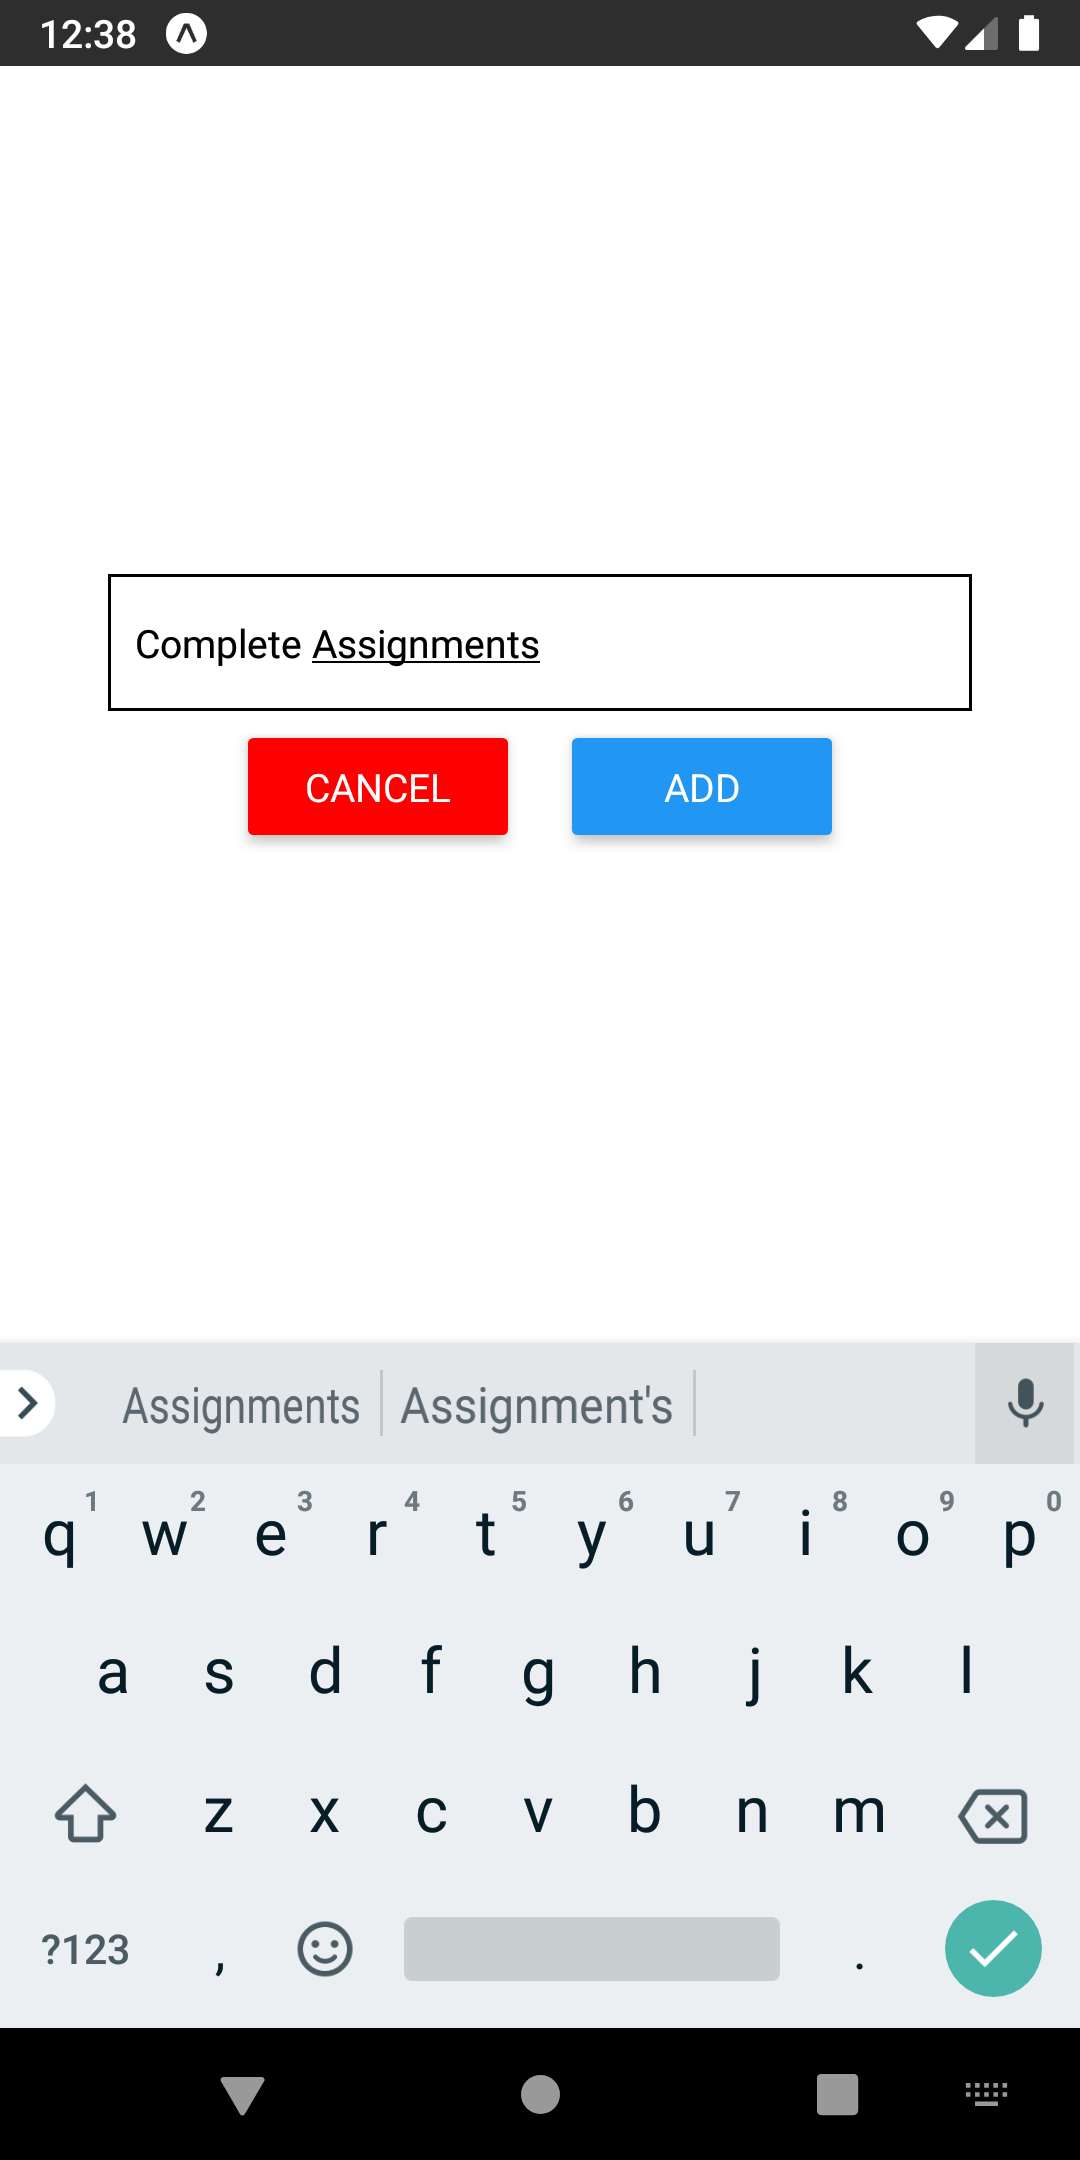 12:38
Complete Assignments
CANCEL ADD
Assignments Assignment's
1 2 3 4 5 6 7 8 9 0
q w e r t y u i o p
a s d f g h j k l
z x c v b n m
?123 , .